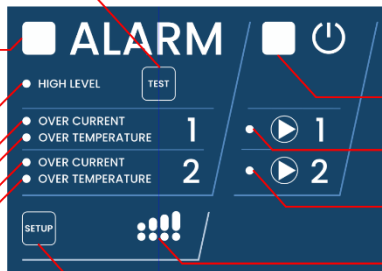 ALARM
HIGH LEVEL
TEST
OVER CURRENT
OVER TEMPERATURE
1
1
OVER CURRENT
OVER TEMPERATURE
2
2
SETUP